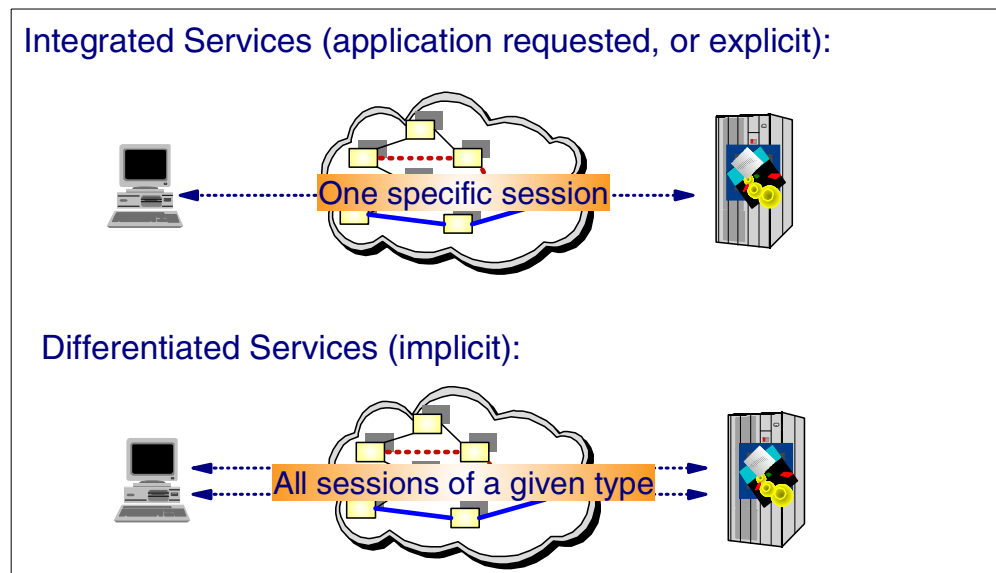 Integrated Services (application requested, or explicit):
One specific session
Differentiated Services (implicit):
All sessions of a given type